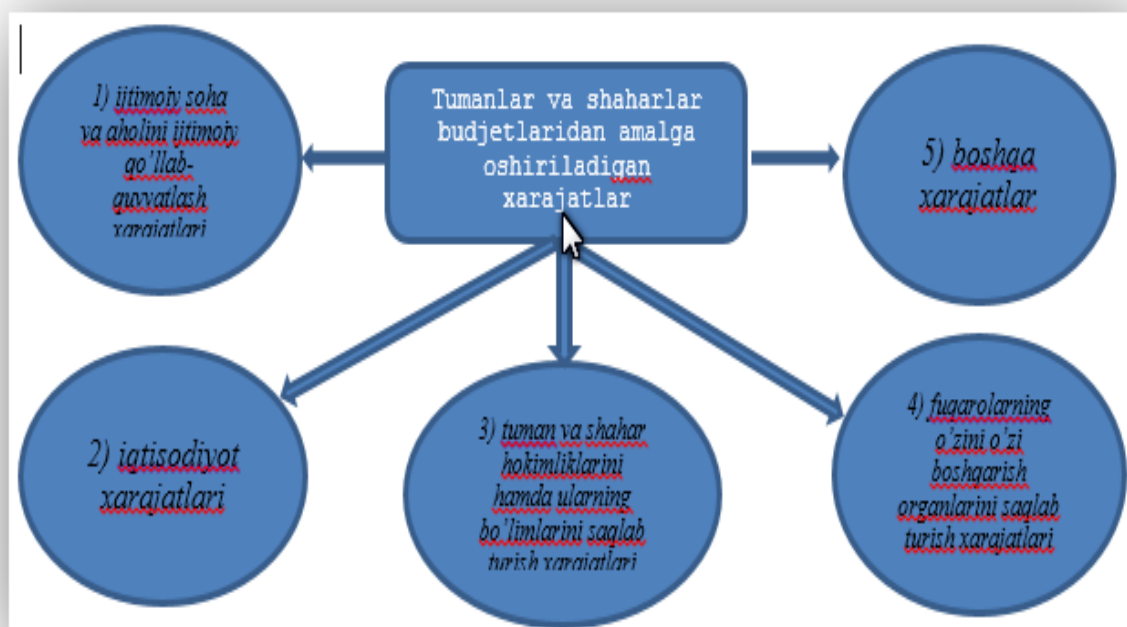 Tumanlar va shaharlar
budjetlaridan amalga
oshiriladigan
xarajatlar
1) ijtimoiy soha
va aholini ijtimoiy
qo'llab-
quvvatlash
xarajatlari
2) iqtisodiyot
xarajatlari
3) tuman va shahar
hokimliklarini
hamda ularning
bo'limlarini saqlab
turish xarajatlari
4) fuqarolarning
o'zini o'zi
boshqarish
organlarini saqlab
turish xarajatlari
5) boshqa
xarajatlar